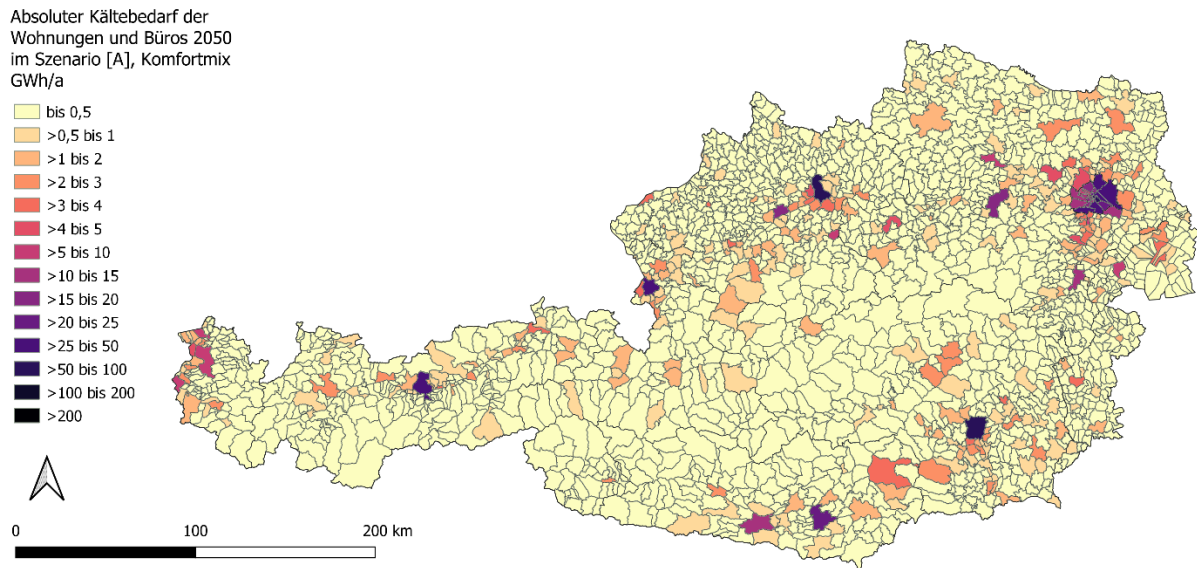 Absoluter Kältebedarf der
Wohnungen und Büros 2050
im Szenario [A], Komfortmix
GWh/a
bis 0,5
>0,5 bis 1
>1 bis 2
>2 bis 3
>3 bis 4
>4 bis 5
>5 bis 10
>10 bis 15
>15 bis 20
>20 bis 25
>25 bis 50
>50 bis 100
>100 bis 200
>200
0 100 200 km